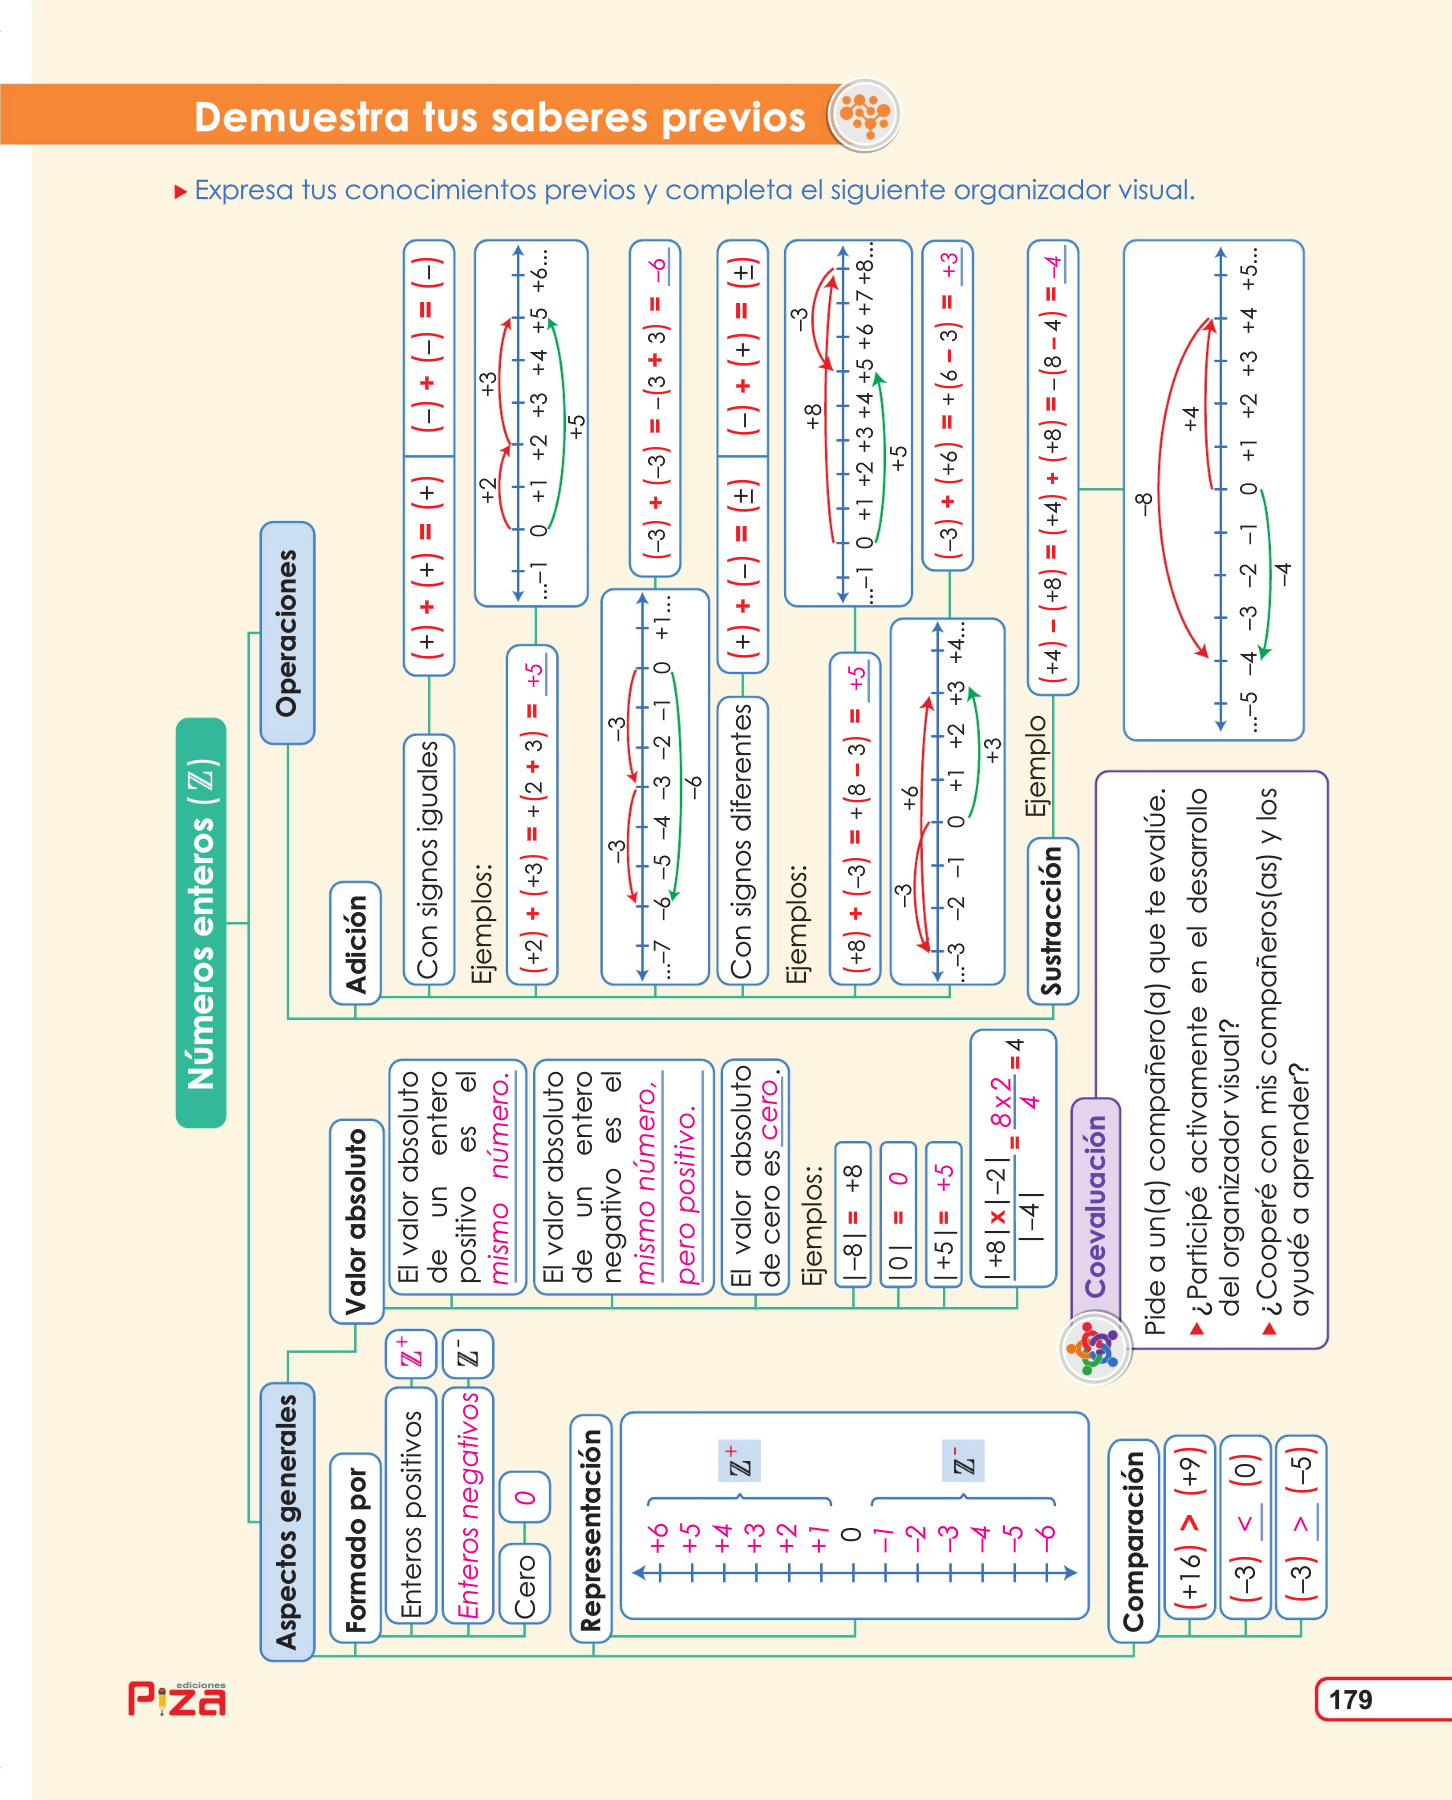 Demuestra tus saberes previos
Expresa tus conocimientos previos y completa el siguiente organizador visual.
Números enteros (ℤ)
Aspectos generales
Formado por
Enteros positivos
ℤ⁺
Enteros negativos
ℤ⁻
Cero
0
Representación
+6
+5
+4
+3
+2
+1
0
−1
−2
−3
−4
−5
−6
ℤ⁺
ℤ⁻
Comparación
(+16) > (+9)
(−3) < (0)
(−3) > (−5)
Valor absoluto
El valor absoluto
de un entero
positivo es el
mismo número.
El valor absoluto
de un entero
negativo es el
mismo número,
pero positivo.
El valor absoluto
de cero es cero.
Ejemplos:
|−8| = +8
|0| = 0
|+5| = +5
|+8| x |−2| = 8x2 = 4
|−4| 4
Operaciones
Adición
Con signos iguales
(+) + (+) = (+)
(−) + (−) = (−)
Ejemplos:
(+2) + (+3) = +(2 + 3) = +5
+2 +3
...−1 0 +1 +2 +3 +4 +5 +6...
+5
−3 −3
...−7 −6 −5 −4 −3 −2 −1 0 +1...
−6
(−3) + (−3) = −(3 + 3) = −6
Con signos diferentes
(+) + (−) = (±)
(−) + (+) = (±)
Ejemplos:
(+8) + (−3) = +(8 − 3) = +5
−3
+8
...−1 0 +1 +2 +3 +4 +5 +6 +7 +8...
+5
−3 +6
...−3 −2 −1 0 +1 +2 +3 +4...
+3
(−3) + (+6) = +(6 − 3) = +3
Sustracción
Ejemplo
(+4) − (+8) = (+4) + (+8) = −(8 − 4) = −4
−8
+4
...−5 −4 −3 −2 −1 0 +1 +2 +3 +4 +5...
−4
Coevaluación
Pide a un(a) compañero(a) que te evalúe.
¿Participé activamente en el desarrollo
del organizador visual?
¿Cooperé con mis compañeros(as) y los
ayudé a aprender?
ediciones
Piza
179